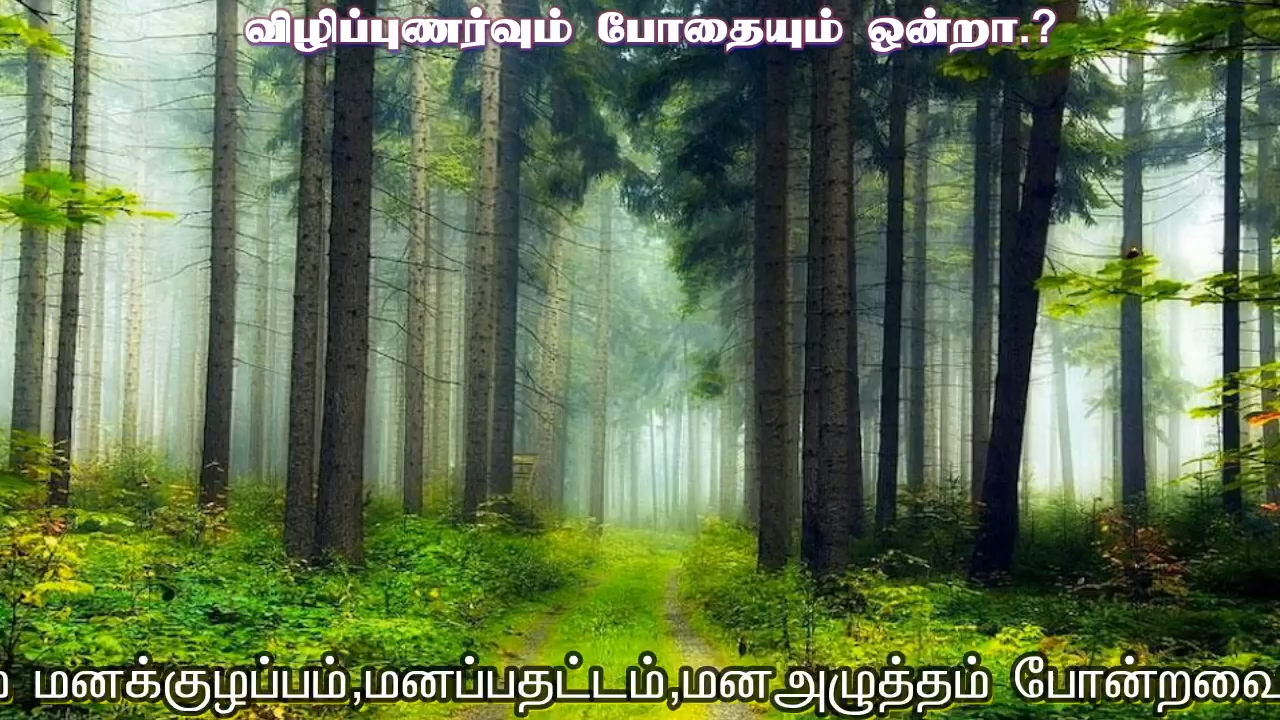 விழிப்புணர்வும் போதையும் ஒன்றா.?
மனக்குழப்பம்,மனப்பதட்டம்,மனஅழுத்தம் போன்றவை